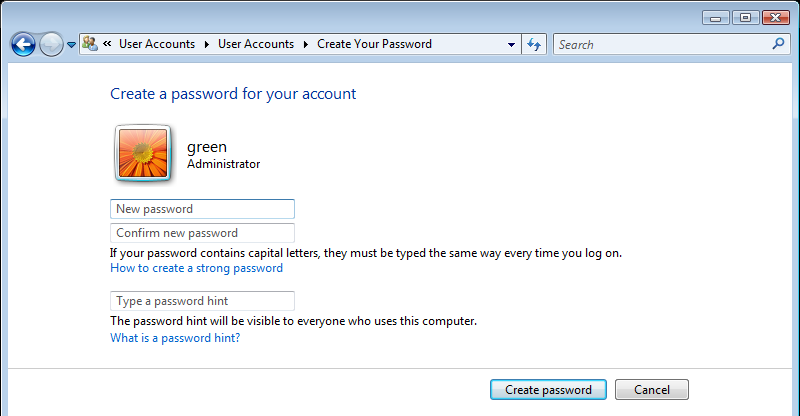 « User Accounts User Accounts Create Your Password Search
Create a password for your account
green
Administrator
New password
Confirm new password
If your password contains capital letters, they must be typed the same way every time you log on.
How to create a strong password
Type a password hint
The password hint will be visible to everyone who uses this computer.
What is a password hint?
Create password Cancel